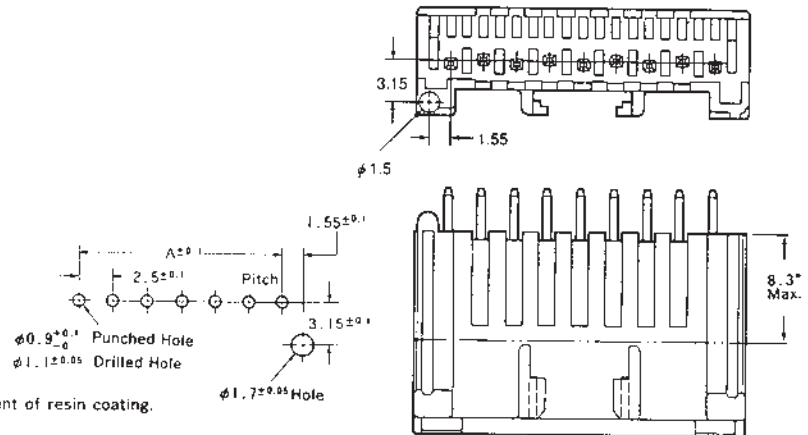 3.15
1.55
φ1.5
1.55±0.1
A±0.1
2.5±0.1 Pitch
3.15±0.1
φ0.9 +0.1 -0 Punched Hole
φ1.1±0.05 Drilled Hole
φ1.7±0.05 Hole
8.3*
Max.
nt of resin coating.